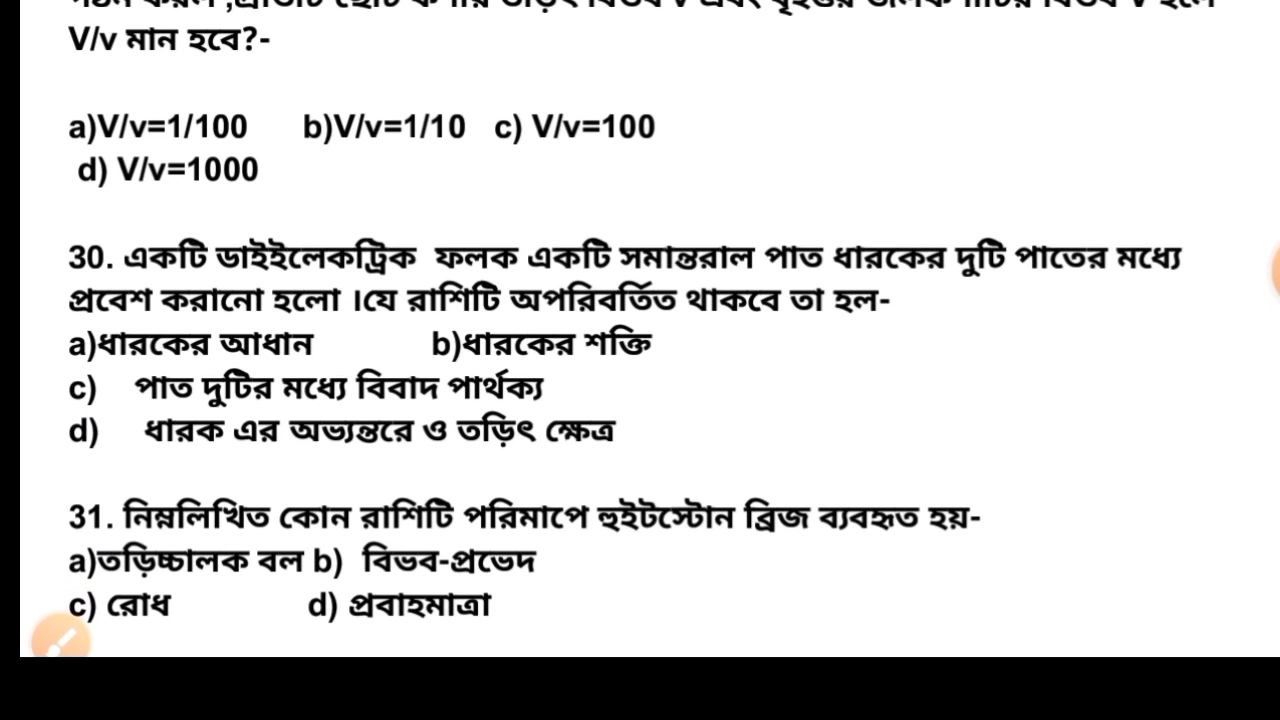 V/v মান হবে?-
a)V/v=1/100 b)V/v=1/10 c) V/v=100
d) V/v=1000
30. একটি ডাইইলেকট্রিক ফলক একটি সমান্তরাল পাত ধারকের দুটি পাতের মধ্যে
প্রবেশ করানো হলো ।যে রাশিটি অপরিবর্তিত থাকবে তা হল-
a)ধারকের আধান b)ধারকের শক্তি
c) পাত দুটির মধ্যে বিবাদ পার্থক্য
d) ধারক এর অভ্যন্তরে ও তড়িৎ ক্ষেত্র
31. নিম্নলিখিত কোন রাশিটি পরিমাপে হুইটস্টোন ব্রিজ ব্যবহৃত হয়-
a)তড়িচ্চালক বল b) বিভব-প্রভেদ
c) রোধ d) প্রবাহমাত্রা